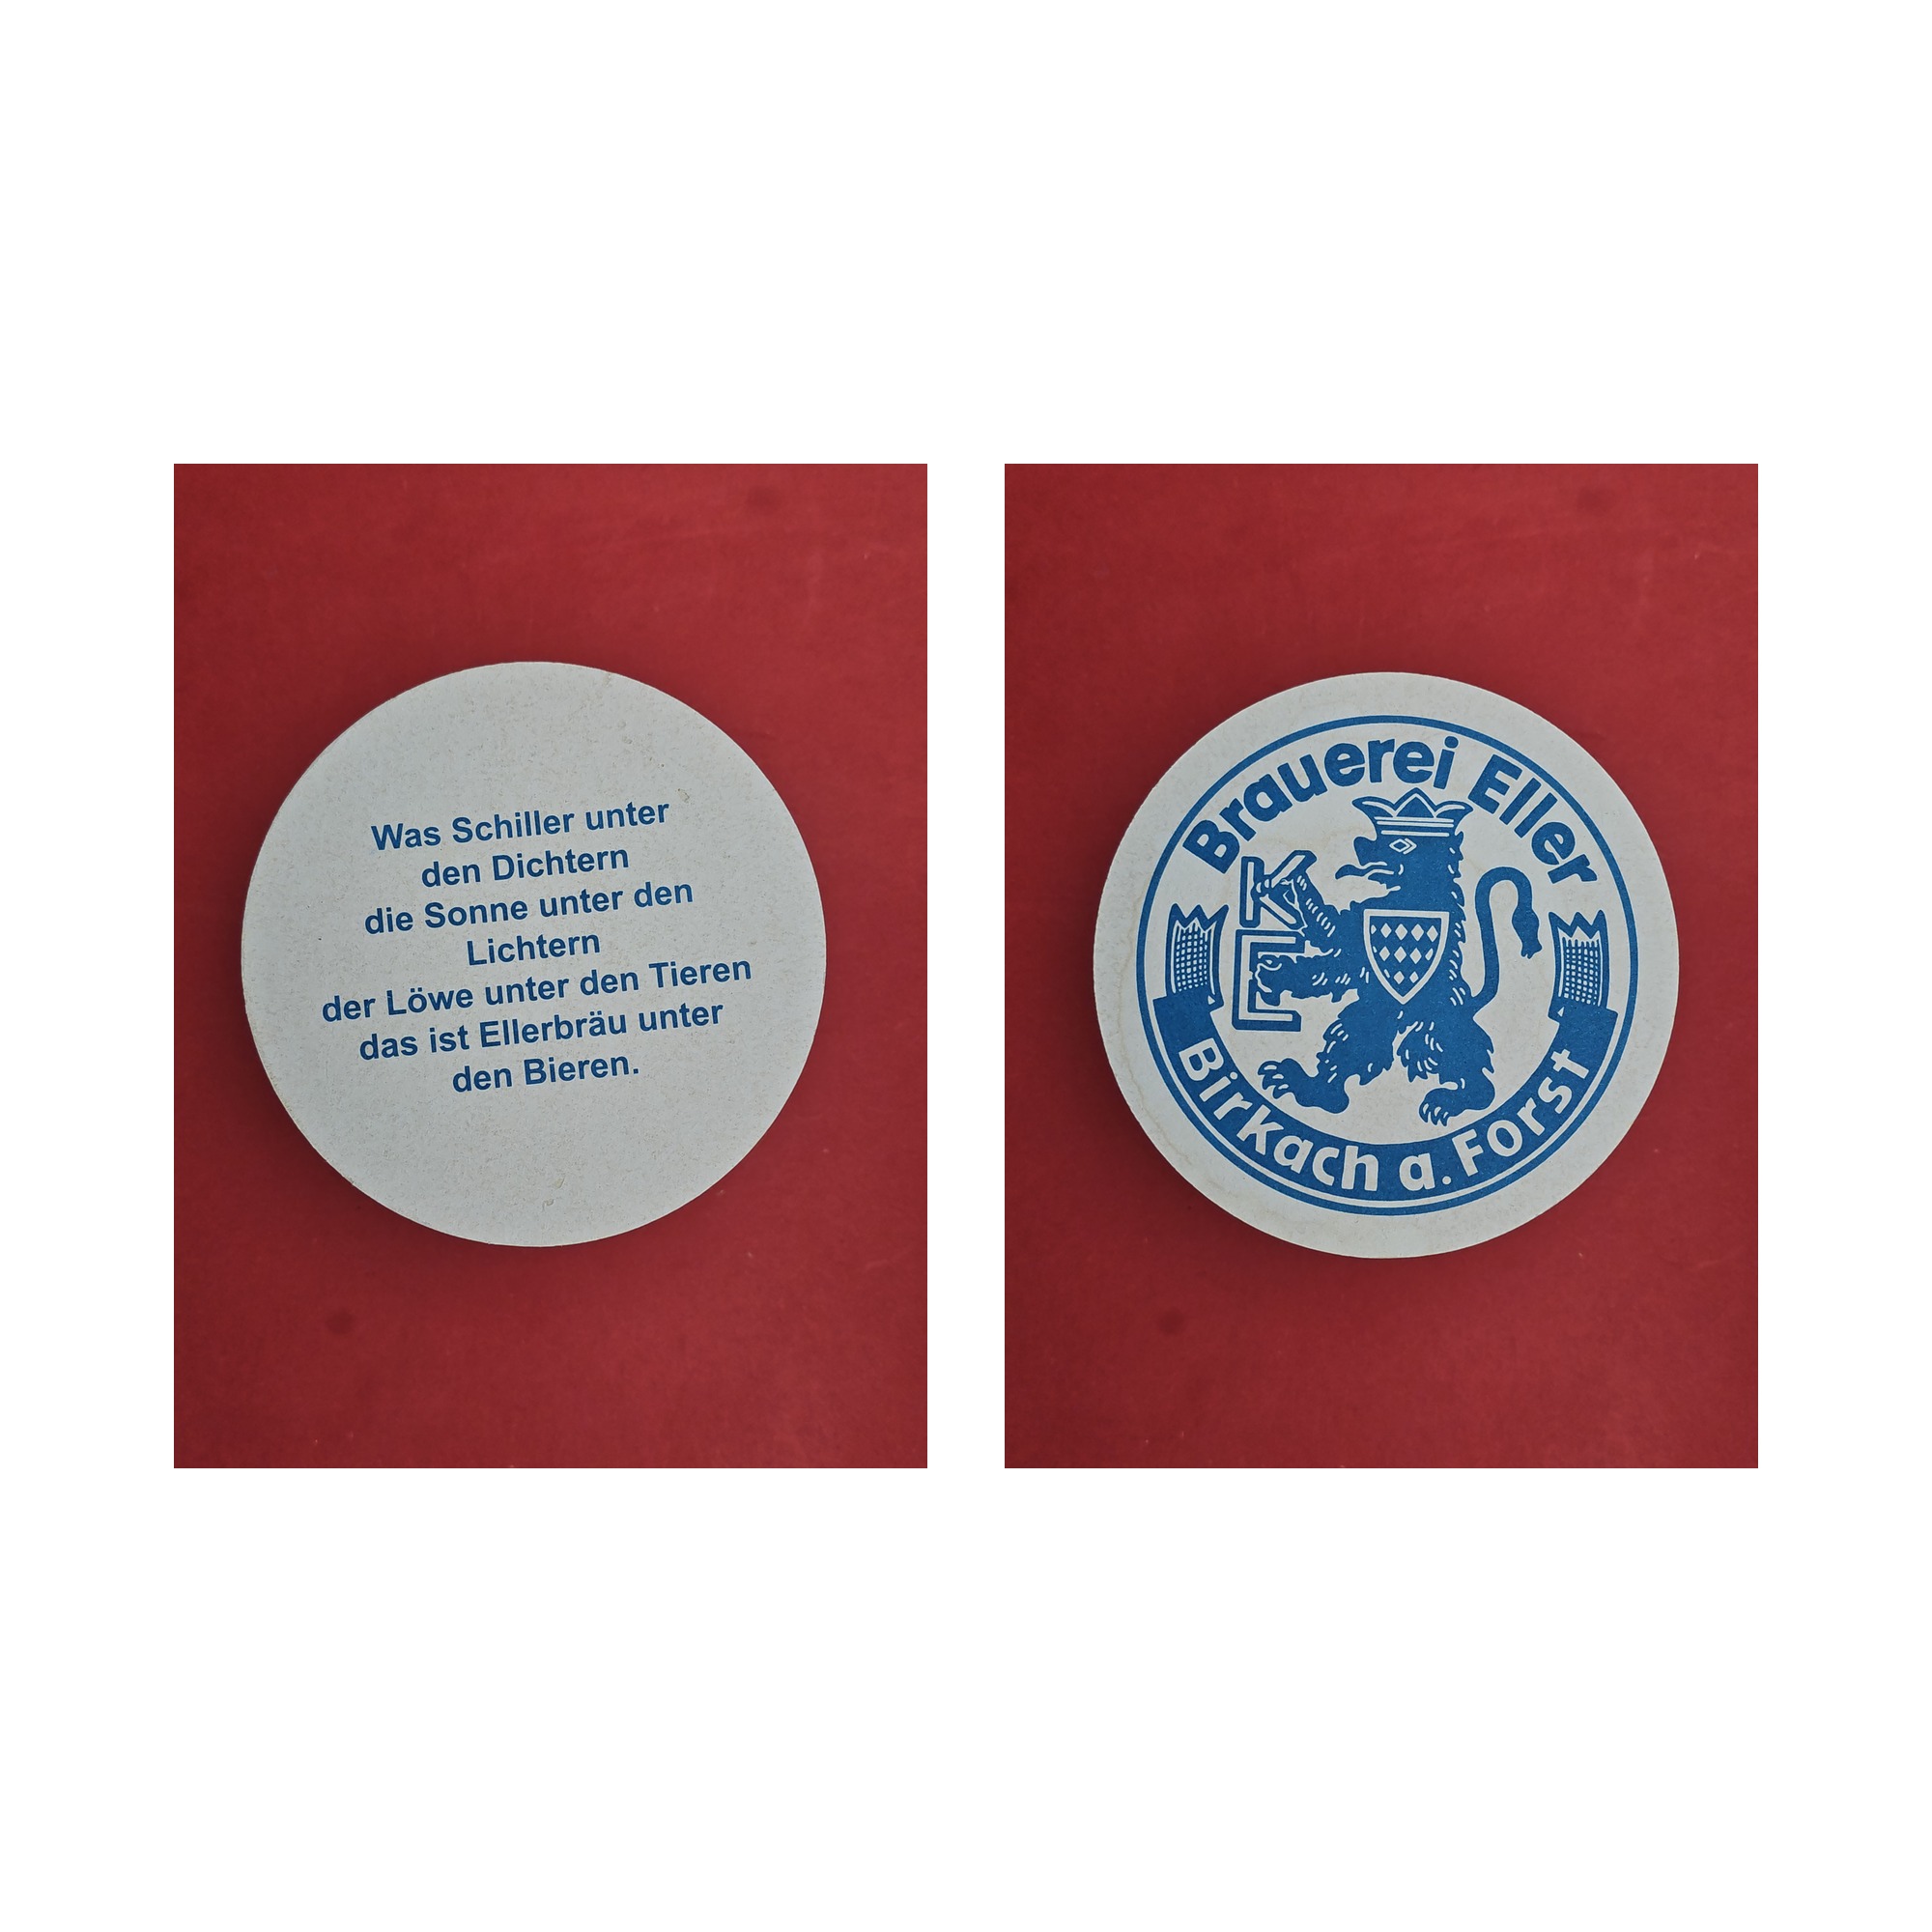 Was Schiller unter
den Dichtern
die Sonne unter den
Lichtern
der Löwe unter den Tieren
das ist Ellerbräu unter
den Bieren.
Brauerei Eller
K
E
Birkach a. Forst